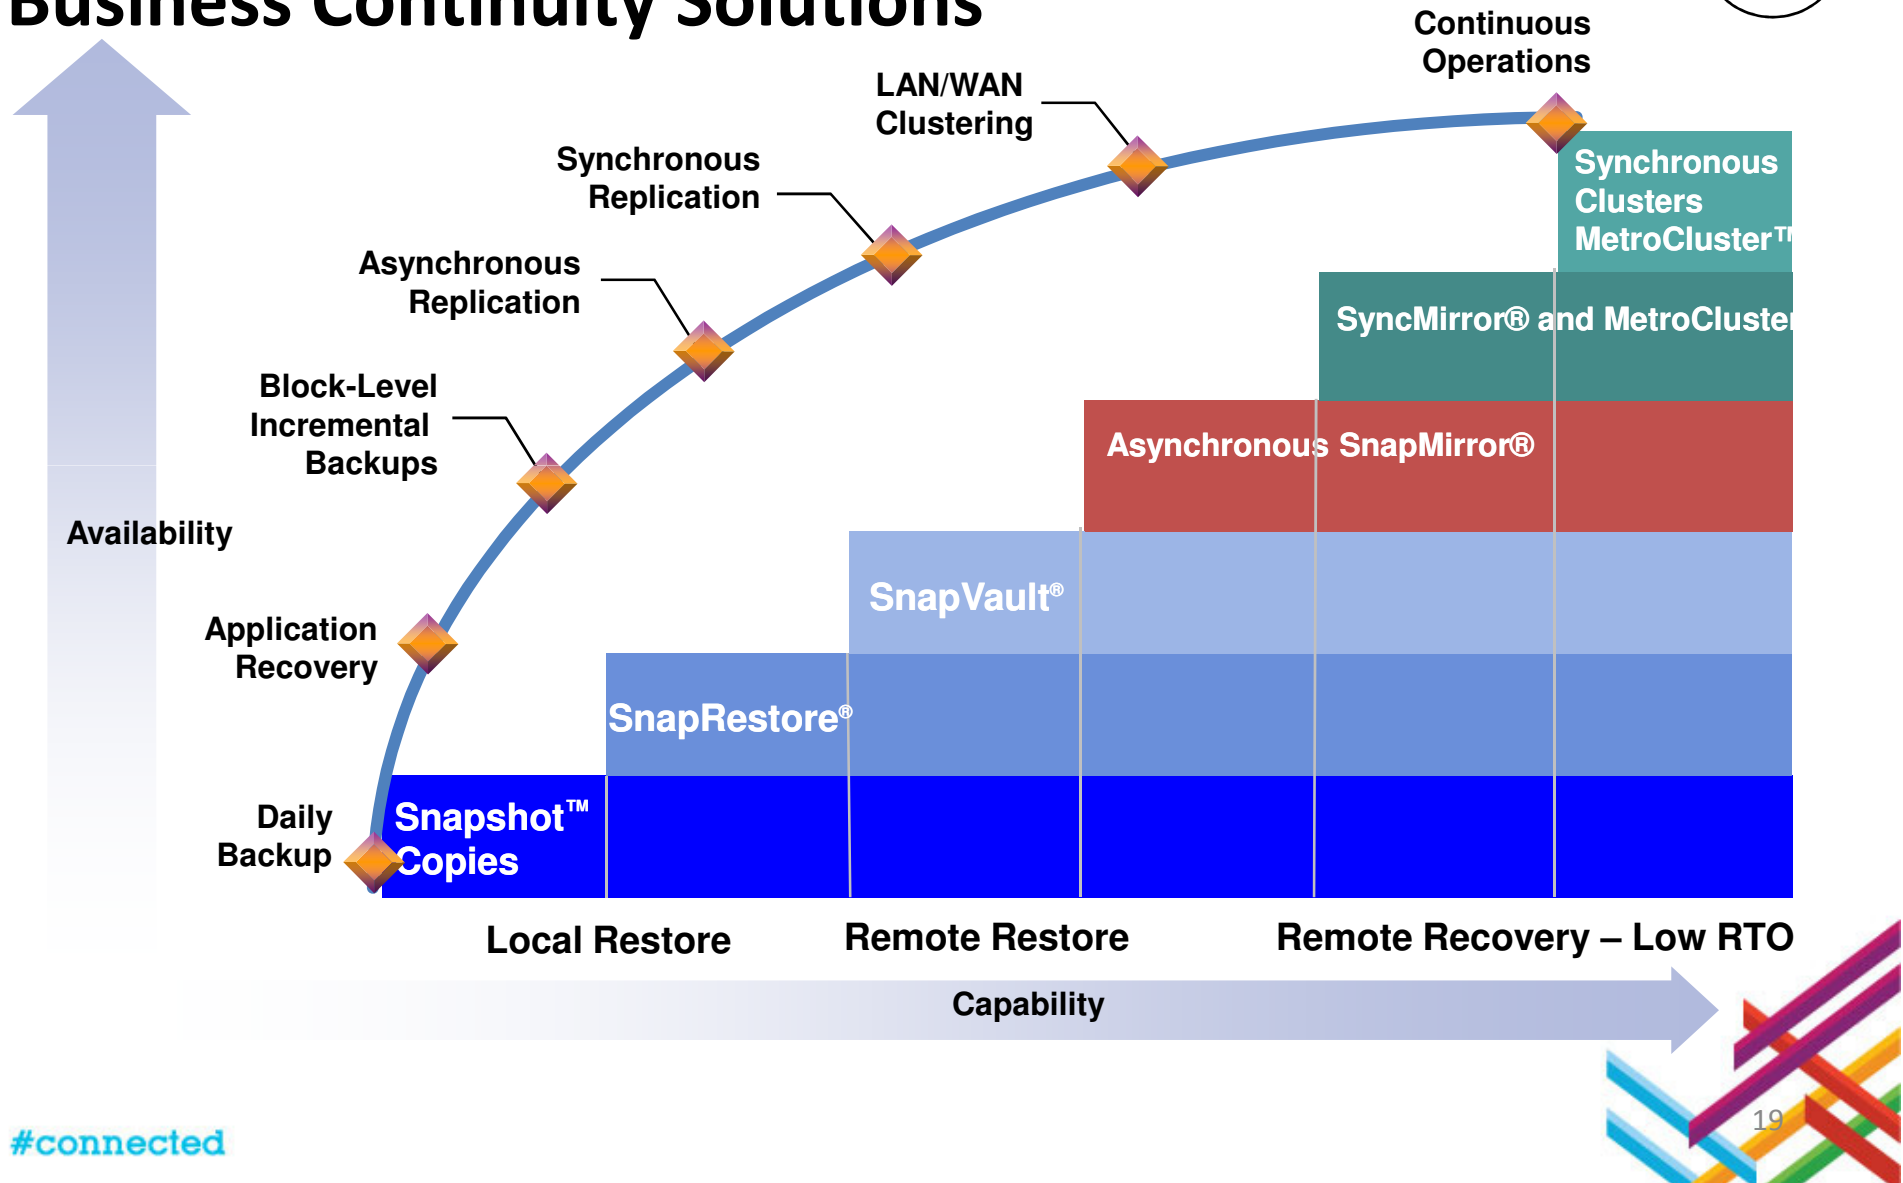 Business Continuity Solutions
Continuous
Operations
LAN/WAN
Clustering
Synchronous
Replication
Synchronous
Clusters
MetroCluster™
Asynchronous
Replication
SyncMirror® and MetroCluster
Block-Level
Incremental
Backups
Asynchronous SnapMirror®
Availability
SnapVault®
Application
Recovery
SnapRestore®
Daily
Backup
Snapshot™
Copies
Local Restore
Remote Restore
Remote Recovery – Low RTO
Capability
19
#connected